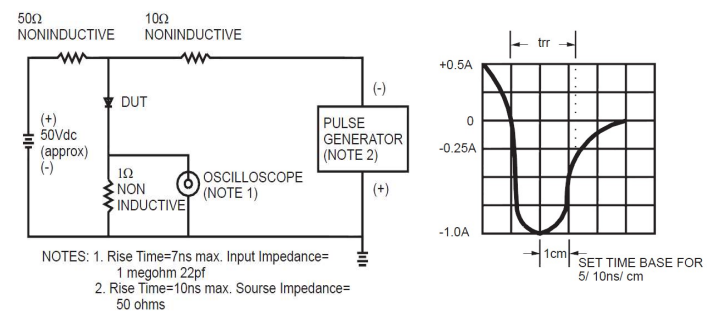 50Ω
NONINDUCTIVE
10Ω
NONINDUCTIVE
DUT
(+)
50Vdc
(approx)
(-)
1Ω
NON
INDUCTIVE
OSCILLOSCOPE
(NOTE 1)
(-)
PULSE
GENERATOR
(NOTE 2)
(+)
NOTES: 1. Rise Time=7ns max. Input Impedance=
1 megohm 22pf
2. Rise Time=10ns max. Sourse Impedance=
50 ohms
trr
+0.5A
0
-0.25A
-1.0A
1cm
SET TIME BASE FOR
5/ 10ns/ cm